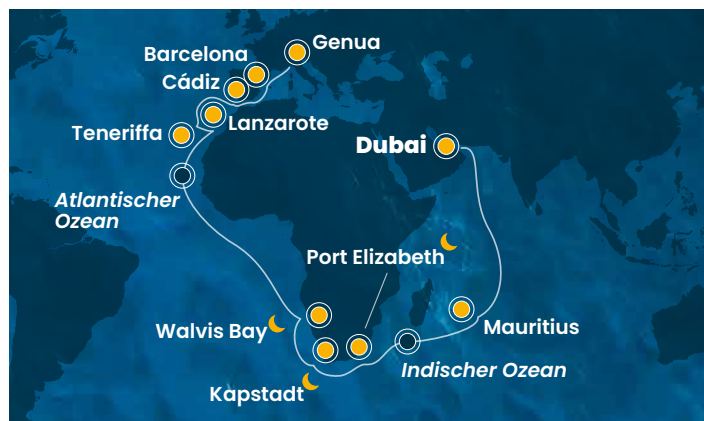 Genua
Barcelona
Cádiz
Lanzarote
Teneriffa
Dubai
Atlantischer
Ozean
Port Elizabeth
Walvis Bay
Mauritius
Indischer Ozean
Kapstadt